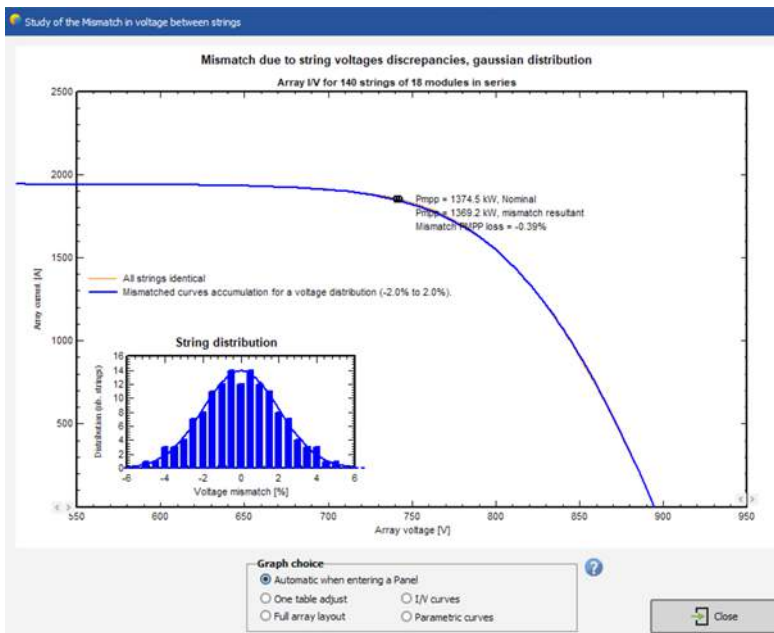 Study of the Mismatch in voltage between strings
Mismatch due to string voltages discrepancies, gaussian distribution
Array I/V for 140 strings of 18 modules in series
2500
2000
1500
1000
500
Array current [A]
Pmpp = 1374.5 kW, Nominal
Pmpp = 1369.2 kW, mismatch resultant
Mismatch PMPP loss = -0.39%
All strings identical
Mismatched curves accumulation for a voltage distribution (-2.0% to 2.0%).
String distribution
16
14
12
10
8
6
4
2
0
Distribution (nb. strings)
-6 -4 -2 0 2 4 6
Voltage mismatch [%]
550 600 650 700 750 800 850 900 950
Array voltage [V]
Graph choice
Automatic when entering a Panel
One table adjust
I/V curves
Full array layout
Parametric curves
?
Close